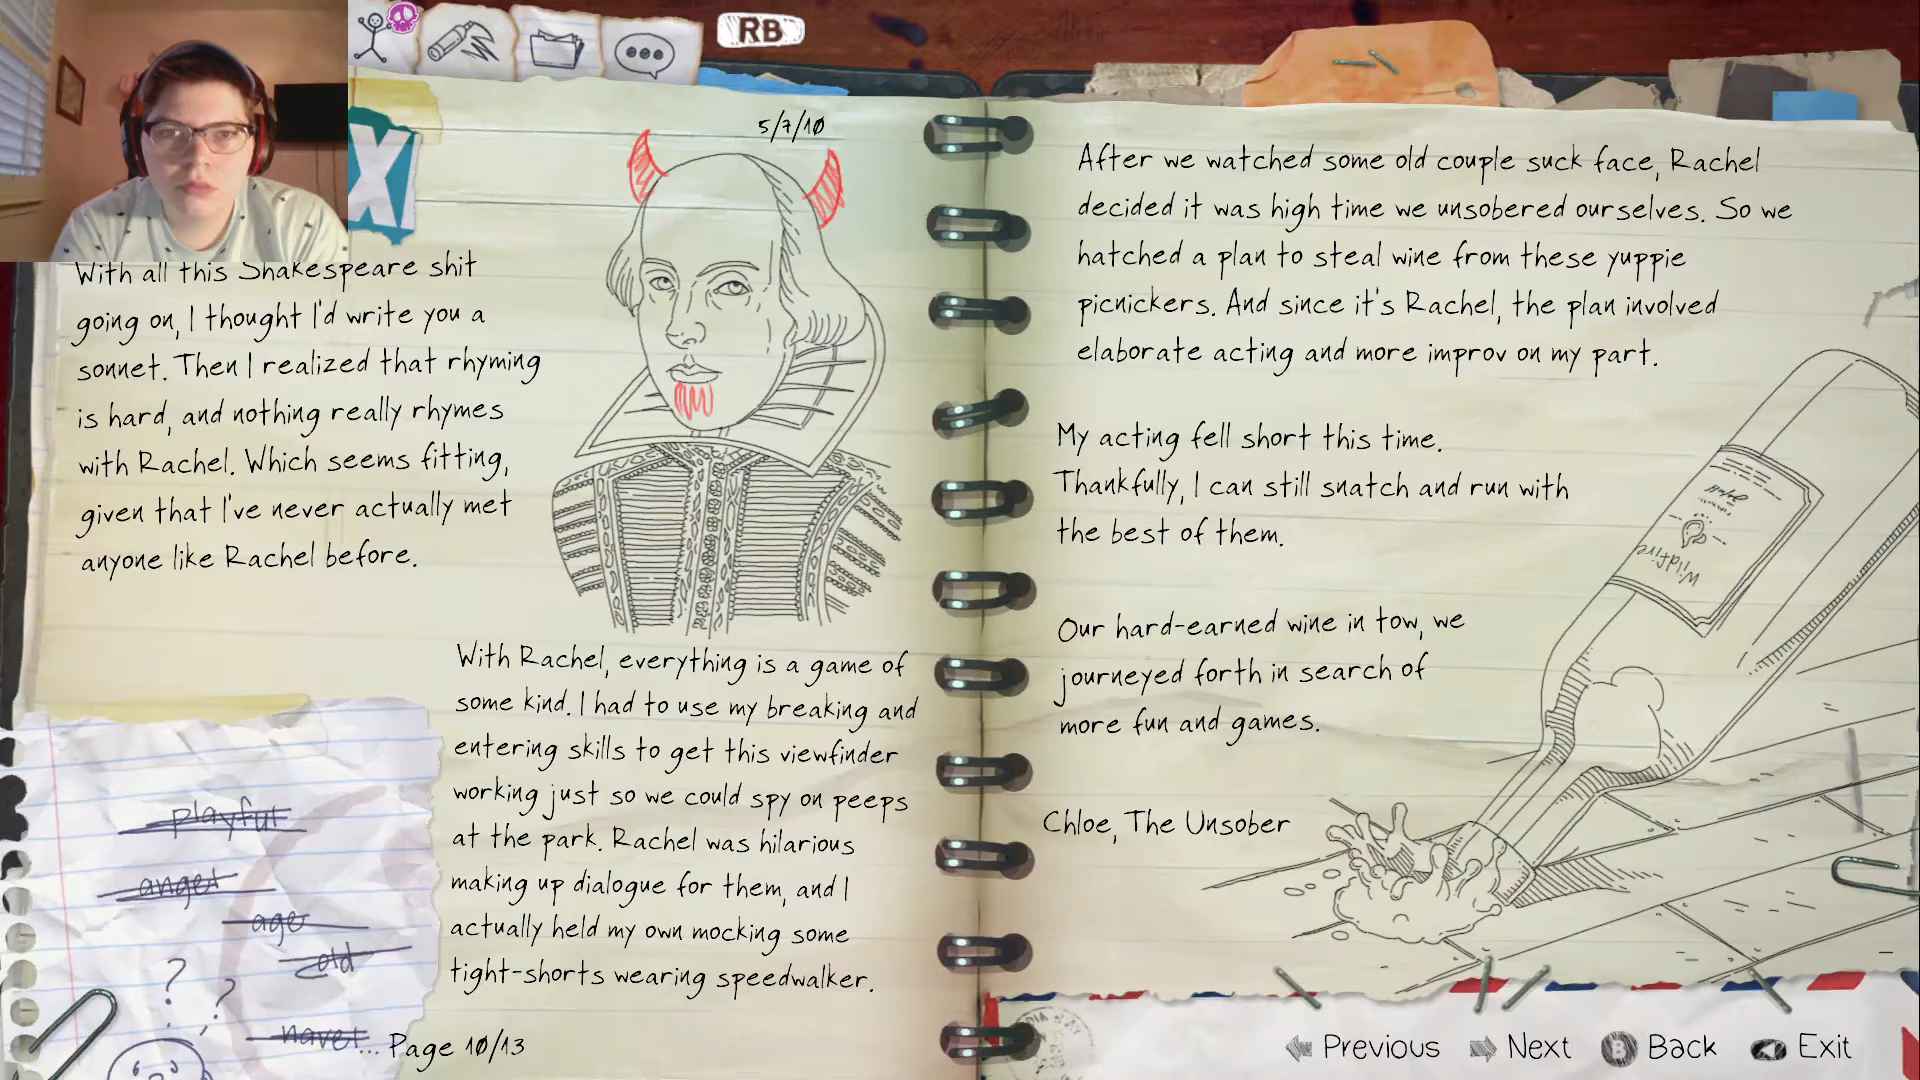 RB
X
5/7/10
With all this Shakespeare shit
going on, I thought I'd write you a
sonnet. Then I realized that rhyming
is hard, and nothing really rhymes
with Rachel. Which seems fitting,
given that I've never actually met
anyone like Rachel before.
With Rachel, everything is a game of
some kind. I had to use my breaking and
entering skills to get this viewfinder
working just so we could spy on peeps
at the park. Rachel was hilarious
making up dialogue for them, and I
actually held my own mocking some
tight-shorts wearing speedwalker.
playful
angel
age
old
? ?
Page 10/13
After we watched some old couple suck face, Rachel
decided it was high time we unsobered ourselves. So we
hatched a plan to steal wine from these yuppie
picnickers. And since it's Rachel, the plan involved
elaborate acting and more improv on my part.
My acting fell short this time.
Thankfully, I can still snatch and run with
the best of them.
Our hard-earned wine in tow, we
journeyed forth in search of
more fun and games.
Chloe, The Unsober
Wildfire
Previous Next B Back Exit